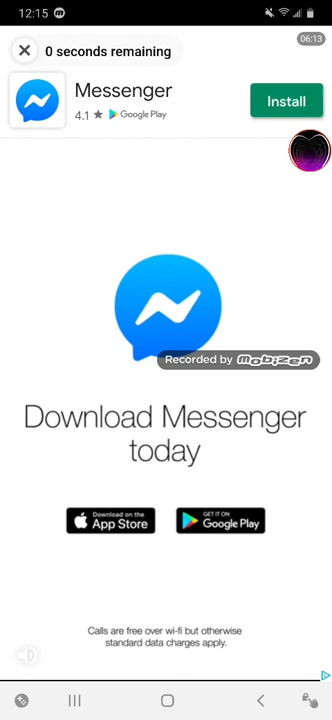 12:15
06:13
0 seconds remaining
Messenger
4.1 ★ Google Play
Install
Recorded by mobizen
Download Messenger
today
Download on the
App Store
GET IT ON
Google Play
Calls are free over wi-fi but otherwise
standard data charges apply.